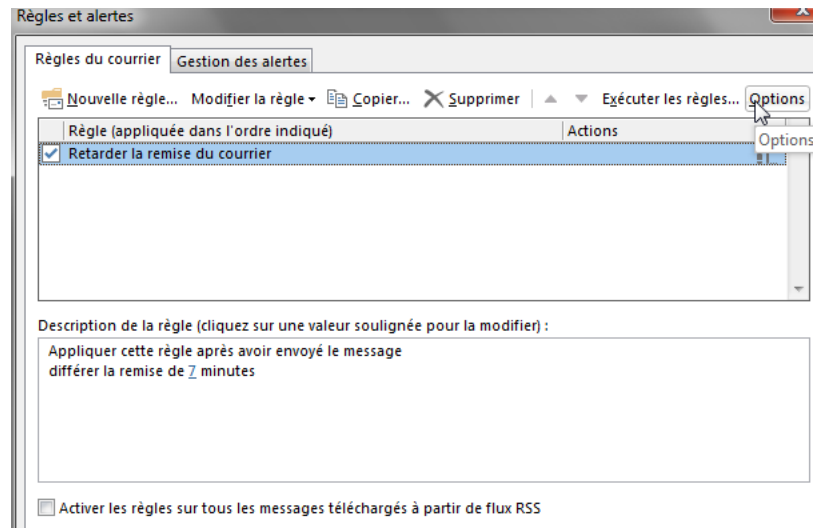 Règles et alertes
Règles du courrier Gestion des alertes
Nouvelle règle... Modifier la règle Copier... Supprimer Exécuter les règles... Options
Règle (appliquée dans l'ordre indiqué) Actions
Options
Retarder la remise du courrier
Description de la règle (cliquez sur une valeur soulignée pour la modifier) :
Appliquer cette règle après avoir envoyé le message
différer la remise de 7 minutes
Activer les règles sur tous les messages téléchargés à partir de flux RSS